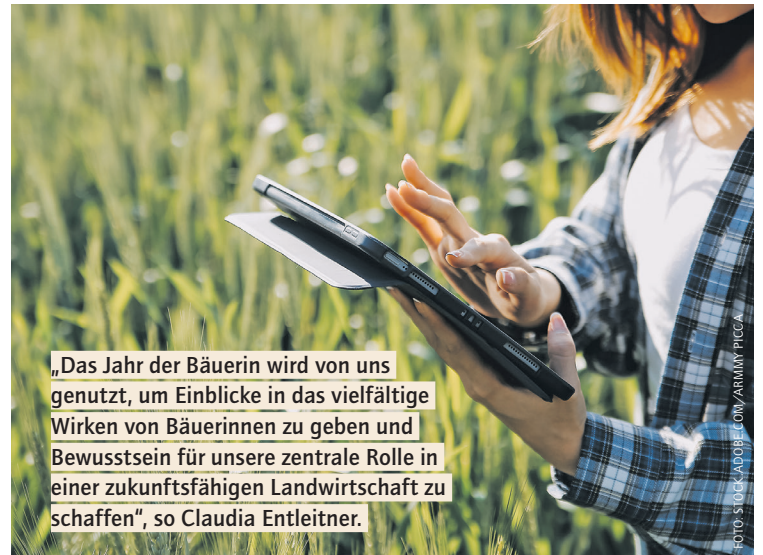 „Das Jahr der Bäuerin wird von uns
genutzt, um Einblicke in das vielfältige
Wirken von Bäuerinnen zu geben und
Bewusstsein für unsere zentrale Rolle in
einer zukunftsfähigen Landwirtschaft zu
schaffen“, so Claudia Entleitner.
FOTO: STOCK.ADOBE.COM/ARMMY PICCA